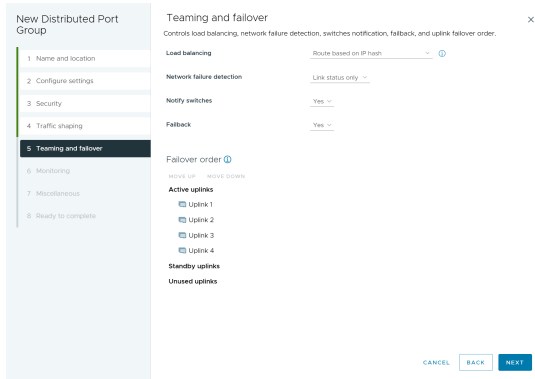 New Distributed Port
Group
1 Name and location
2 Configure settings
3 Security
4 Traffic shaping
5 Teaming and failover
6 Monitoring
7 Miscellaneous
8 Ready to complete
Teaming and failover
Controls load balancing, network failure detection, switches notification, failback, and uplink failover order.
Load balancing
Route based on IP hash
Network failure detection
Link status only
Notify switches
Yes
Failback
Yes
Failover order
MOVE UP MOVE DOWN
Active uplinks
Uplink 1
Uplink 2
Uplink 3
Uplink 4
Standby uplinks
Unused uplinks
CANCEL BACK NEXT